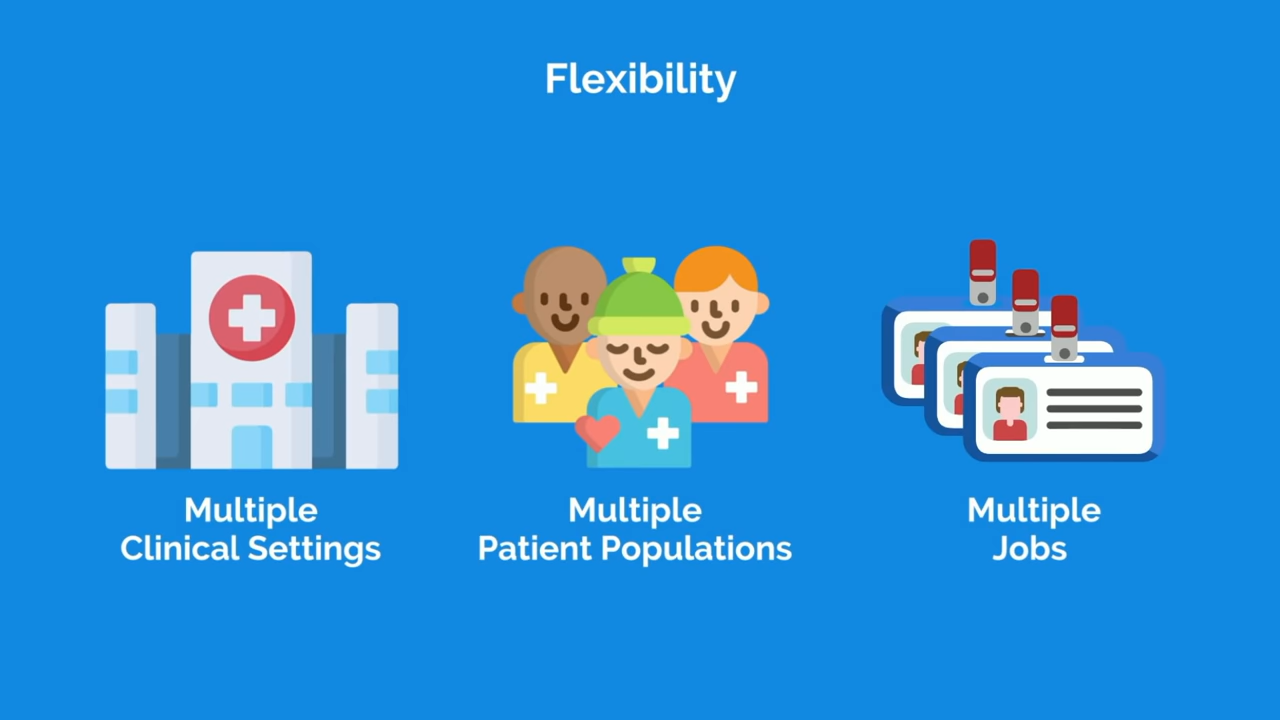 Flexibility
Multiple
Clinical Settings
Multiple
Patient Populations
Multiple
Jobs